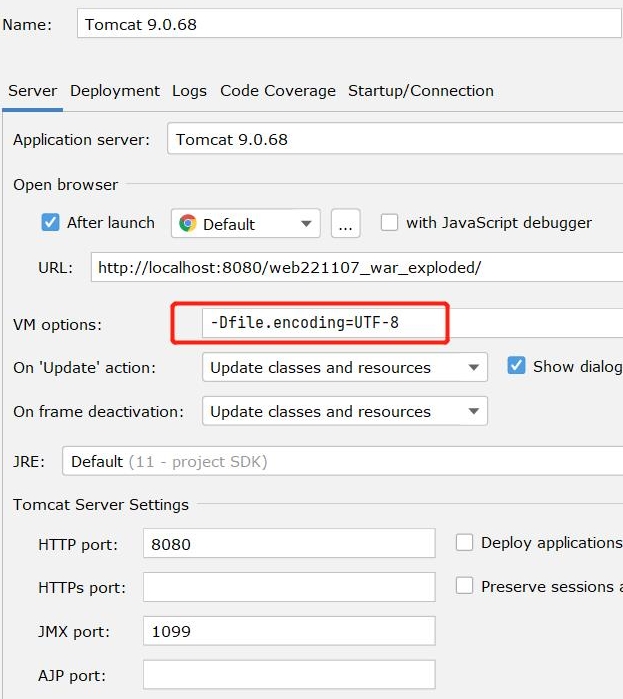 Name: Tomcat 9.0.68
Server Deployment Logs Code Coverage Startup/Connection
Application server: Tomcat 9.0.68
Open browser
After launch Default ... with JavaScript debugger
URL: http://localhost:8080/web221107_war_exploded/
VM options: -Dfile.encoding=UTF-8
On 'Update' action: Update classes and resources Show dialog
On frame deactivation: Update classes and resources
JRE: Default (11 - project SDK)
Tomcat Server Settings
HTTP port: 8080 Deploy applications
HTTPs port: Preserve sessions a
JMX port: 1099
AJP port: